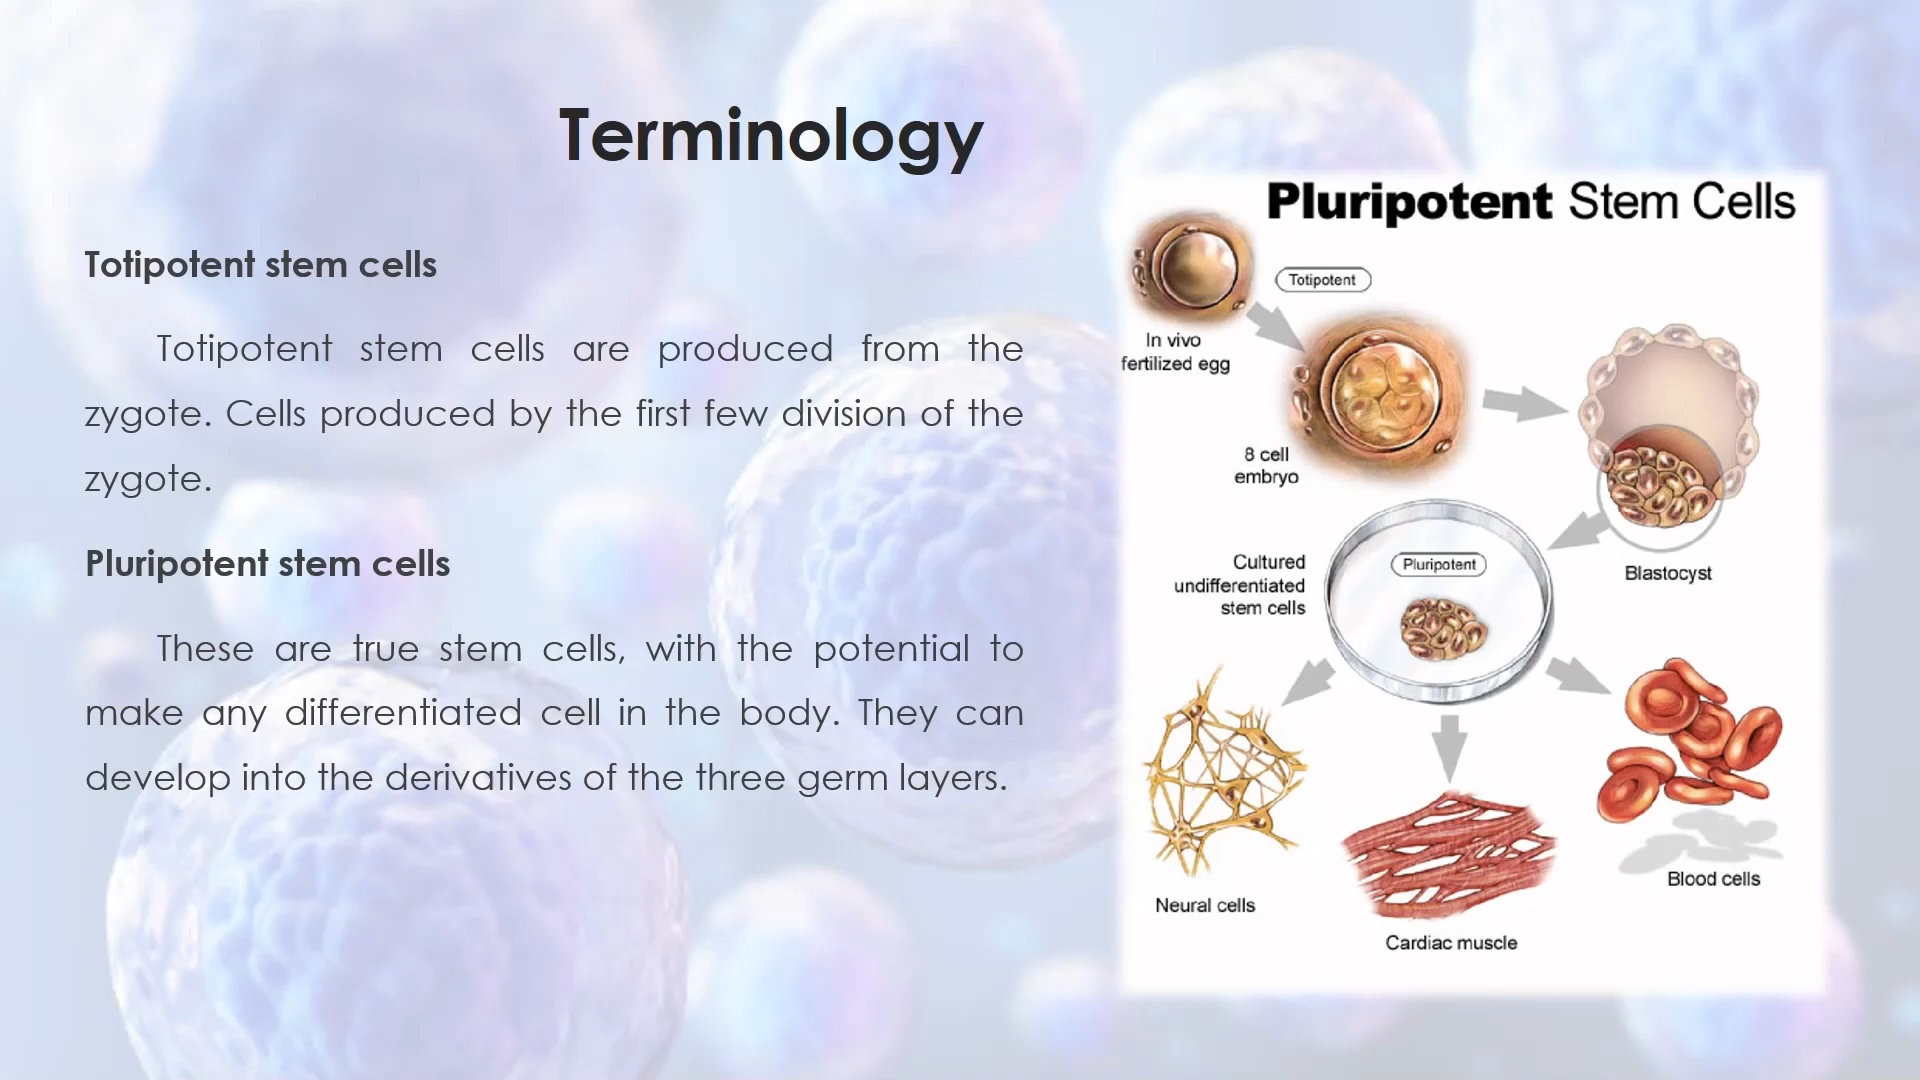 Terminology
Totipotent stem cells
Totipotent stem cells are produced from the
zygote. Cells produced by the first few division of the
zygote.
Pluripotent stem cells
These are true stem cells, with the potential to
make any differentiated cell in the body. They can
develop into the derivatives of the three germ layers.
Pluripotent Stem Cells
Totipotent
In vivo
fertilized egg
8 cell
embryo
Blastocyst
Cultured
undifferentiated
stem cells
Pluripotent
Neural cells
Cardiac muscle
Blood cells